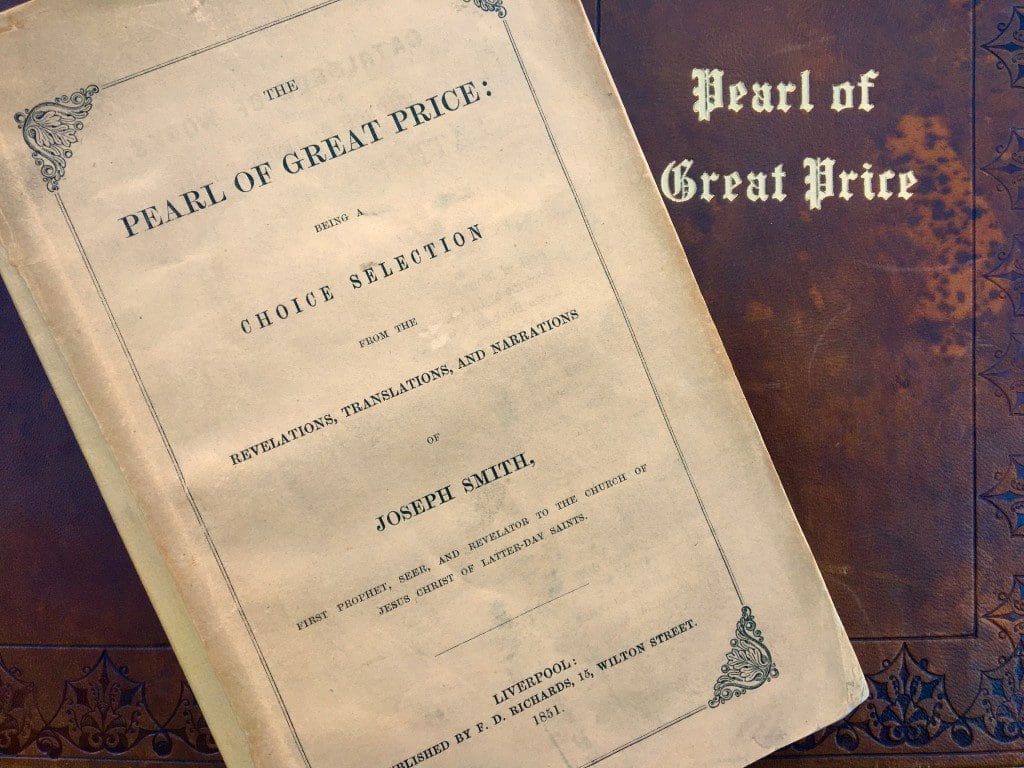 THE
PEARL OF GREAT PRICE:
BEING A
CHOICE SELECTION
FROM THE
REVELATIONS, TRANSLATIONS, AND NARRATIONS
OF
JOSEPH SMITH,
FIRST PROPHET, SEER, AND REVELATOR TO THE CHURCH OF
JESUS CHRIST OF LATTER-DAY SAINTS.
LIVERPOOL:
BLISHED BY F. D. RICHARDS, 15, WILTON STREET.
1851.
Pearl of
Great Price